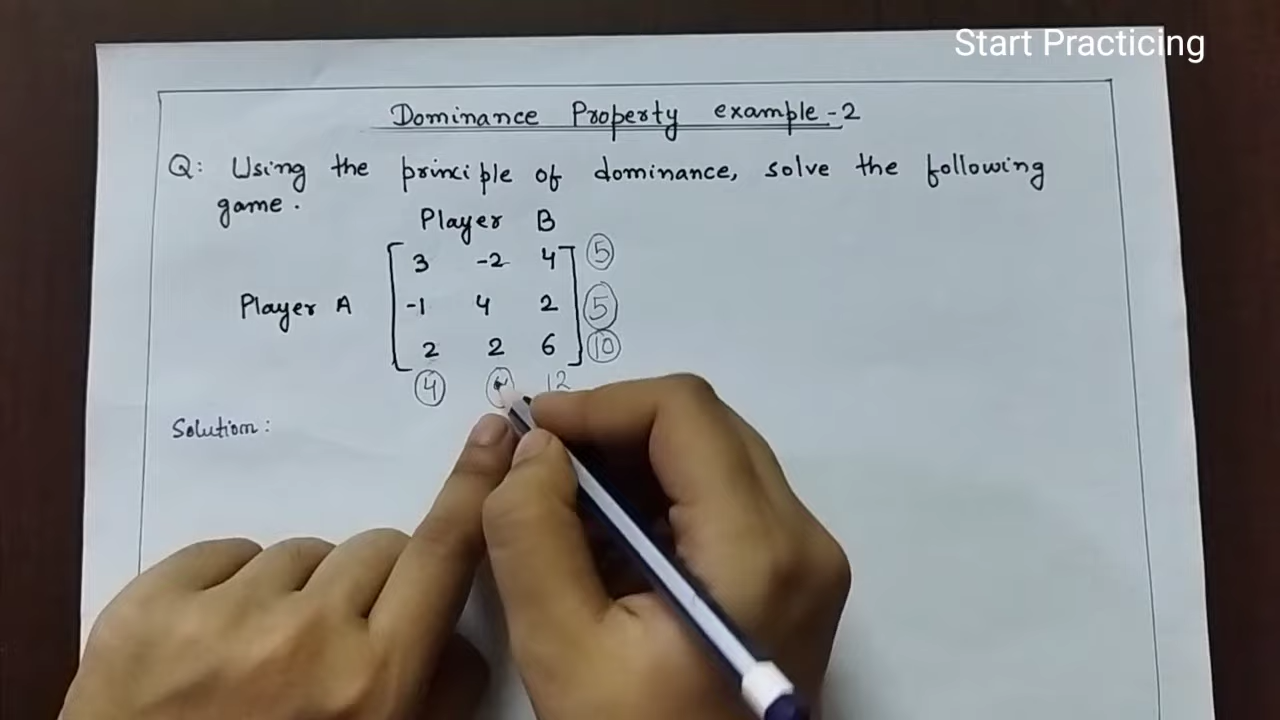 Start Practicing
Dominance Property example-2
Q: Using the principle of dominance, solve the following
game.
Player B
3 -2 4 5
Player A -1 4 2 5
2 2 6 10
4 12
Solution: